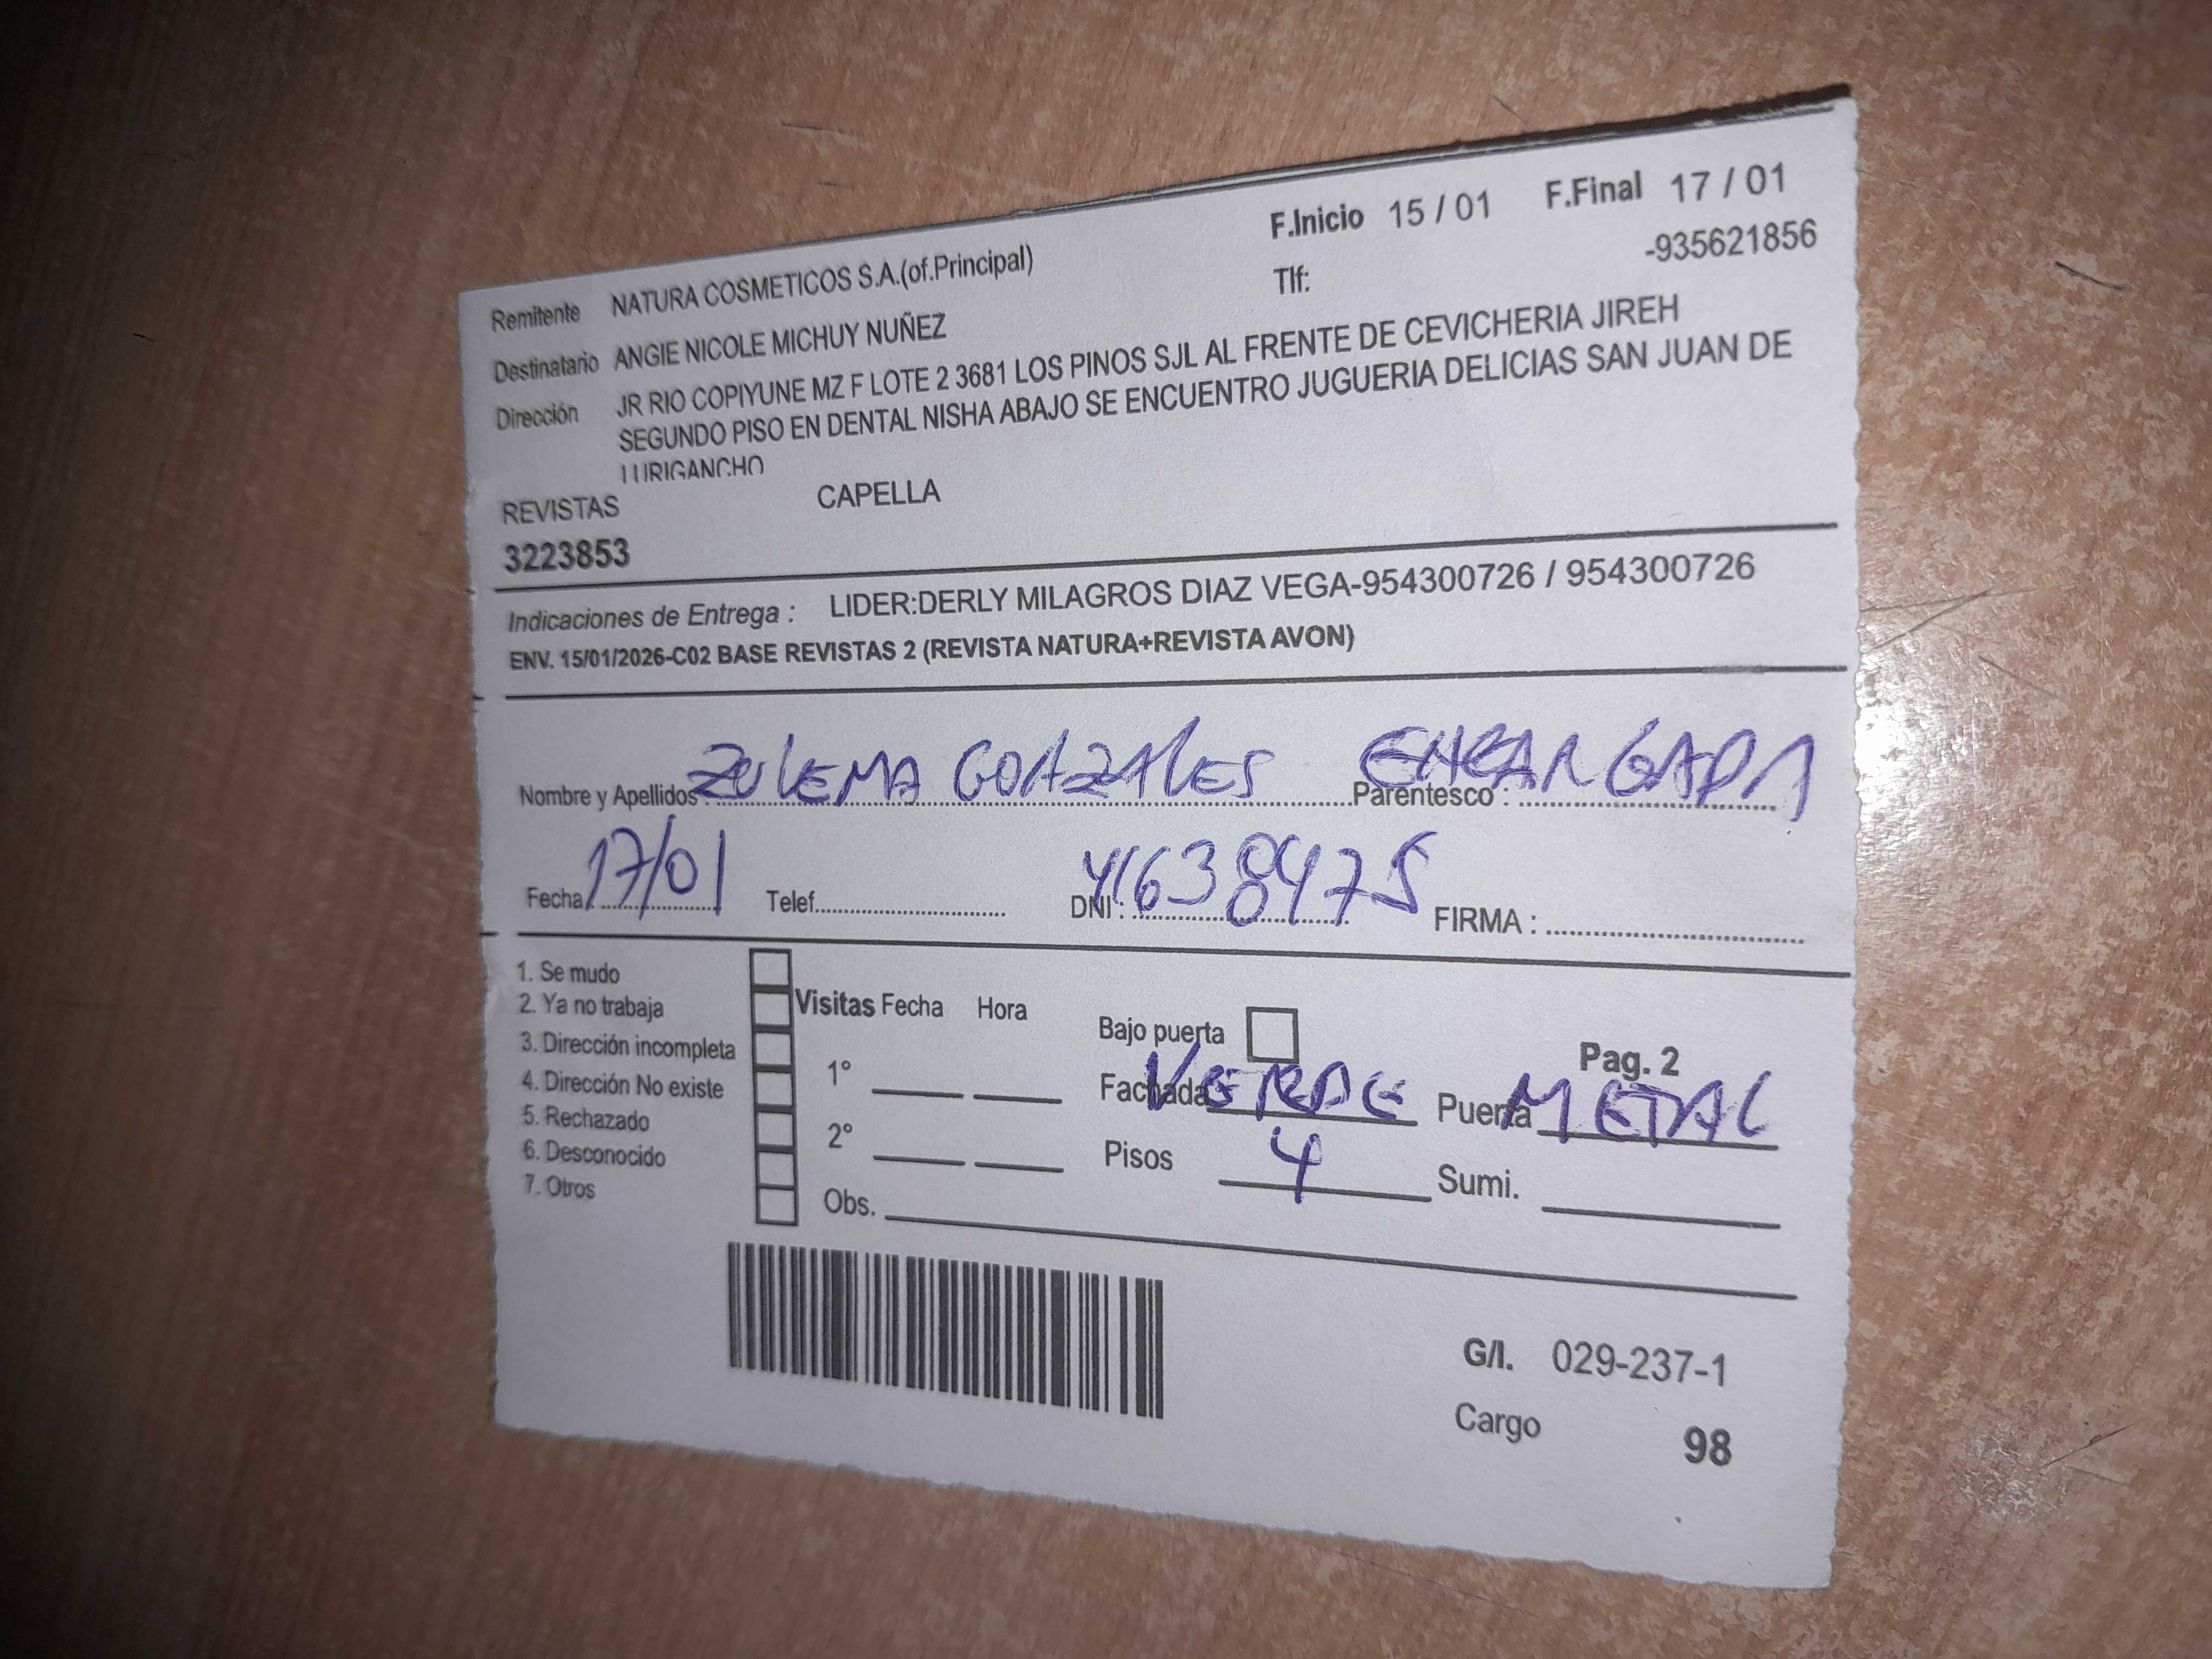 F.Inicio 15 / 01 F.Final 17 / 01
Remitente NATURA COSMETICOS S.A.(of.Principal) Tlf: -935621856
Destinatario ANGIE NICOLE MICHUY NUÑEZ
Dirección JR RIO COPIYUNE MZ F LOTE 2 3681 LOS PINOS SJL AL FRENTE DE CEVICHERIA JIREH
SEGUNDO PISO EN DENTAL NISHA ABAJO SE ENCUENTRO JUGUERIA DELICIAS SAN JUAN DE
LURIGANCHO
REVISTAS CAPELLA
3223853
Indicaciones de Entrega : LIDER:DERLY MILAGROS DIAZ VEGA-954300726 / 954300726
ENV. 15/01/2026-C02 BASE REVISTAS 2 (REVISTA NATURA+REVISTA AVON)
Nombre y Apellidos : ZULEMA GONZALES Parentesco : ENCARGADA
Fecha 17/01 Telef. DNI : 41638475 FIRMA :
1. Se mudo
2. Ya no trabaja
3. Dirección incompleta
4. Dirección No existe
5. Rechazado
6. Desconocido
7. Otros
Visitas Fecha Hora
1°
2°
Obs.
Bajo puerta Pag. 2
Fachada VERDE Puerta METAL
Pisos 4 Sumi.
G/I. 029-237-1
Cargo 98